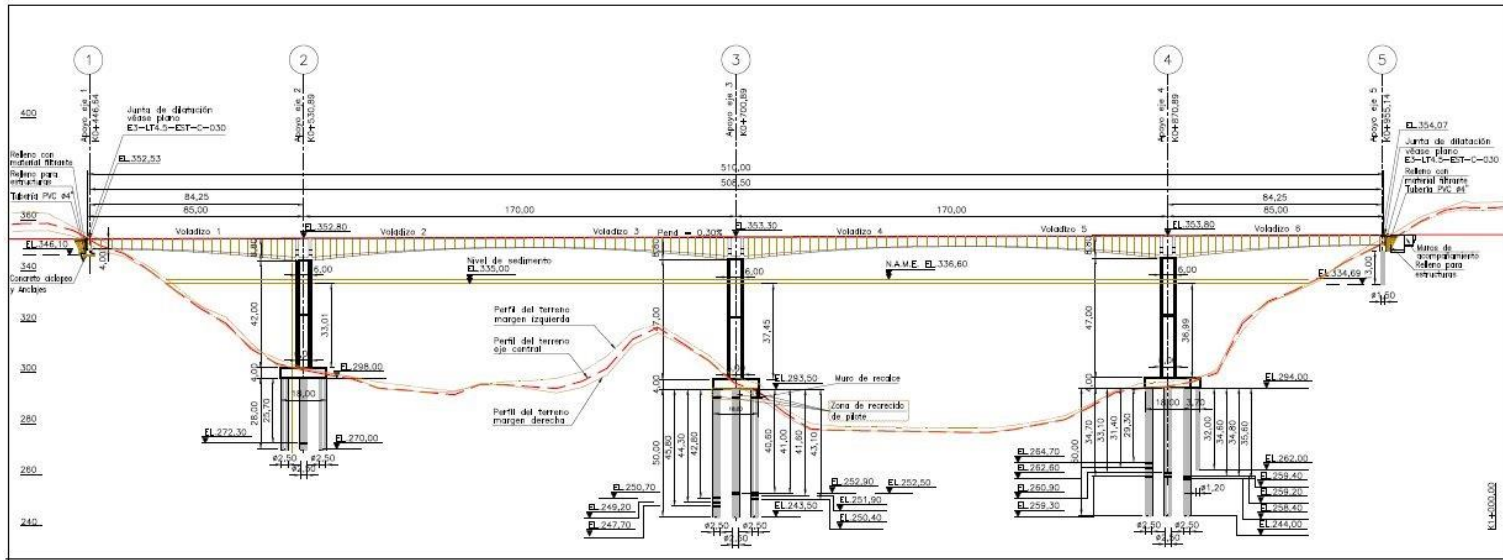 1
2
3
4
5
Apoyo eje 1
K0+446,64
Apoyo eje 2
K0+530,89
Apoyo eje 3
K0+700,89
Apoyo eje 4
K0+870,89
Apoyo eje 5
K0+955,14
400
Junta de dilatación
véase plano
E3-LT4.5-EST-C-030
EL.352,53
EL.354,07
Junta de dilatación
véase plano
E3-LT4.5-EST-C-030
Relleno con
material filtrante
Tubería PVC ø4"
Relleno con
material filtrante
Relleno para
estructuras
Tubería PVC ø4"
510,00
508,50
84,25
84,25
85,00
170,00
170,00
85,00
360
EL.352,80
EL.353,30
EL.353,80
Voladizo 1
Voladizo 2
Voladizo 3
Pend = 0.30%
Voladizo 4
Voladizo 5
Voladizo 6
EL.346,10
4,00
340
Concreto ciclopeo
y Anclajes
Nivel de sedimento
EL.335,00
N.A.M.E. EL.336,60
EL.334,69
3,00
Muros de
acompañamiento
Relleno para
estructuras
ø1,50
6,00
6,00
6,00
320
42,00
33,01
37,45
47,00
36,99
Perfil del terreno
margen izquierda
Perfil del terreno
eje central
Perfil del terreno
margen derecha
300
4,00
EL.298,00
4,00
EL.293,50
4,00
EL.294,00
Muro de recalce
Zona de recrecido
de pilote
280
18,00
28,00
25,70
18,00
3,70
EL.272,30
EL.270,00
ø2,50
ø2,50
ø2,50
260
50,00
45,80
44,30
42,80
40,60
41,00
41,60
43,10
34,70
33,10
31,40
29,30
32,00
34,60
34,80
35,60
EL.250,70
EL.249,20
EL.247,70
EL.252,90
EL.252,50
EL.251,90
EL.243,50
EL.250,40
ø2,50
ø2,50
ø2,50
EL.264,70
EL.262,60
EL.260,90
EL.259,30
EL.262,00
EL.259,40
EL.259,20
EL.258,40
EL.244,00
ø1,20
ø2,50
ø2,50
ø2,50
240
K1+000,00